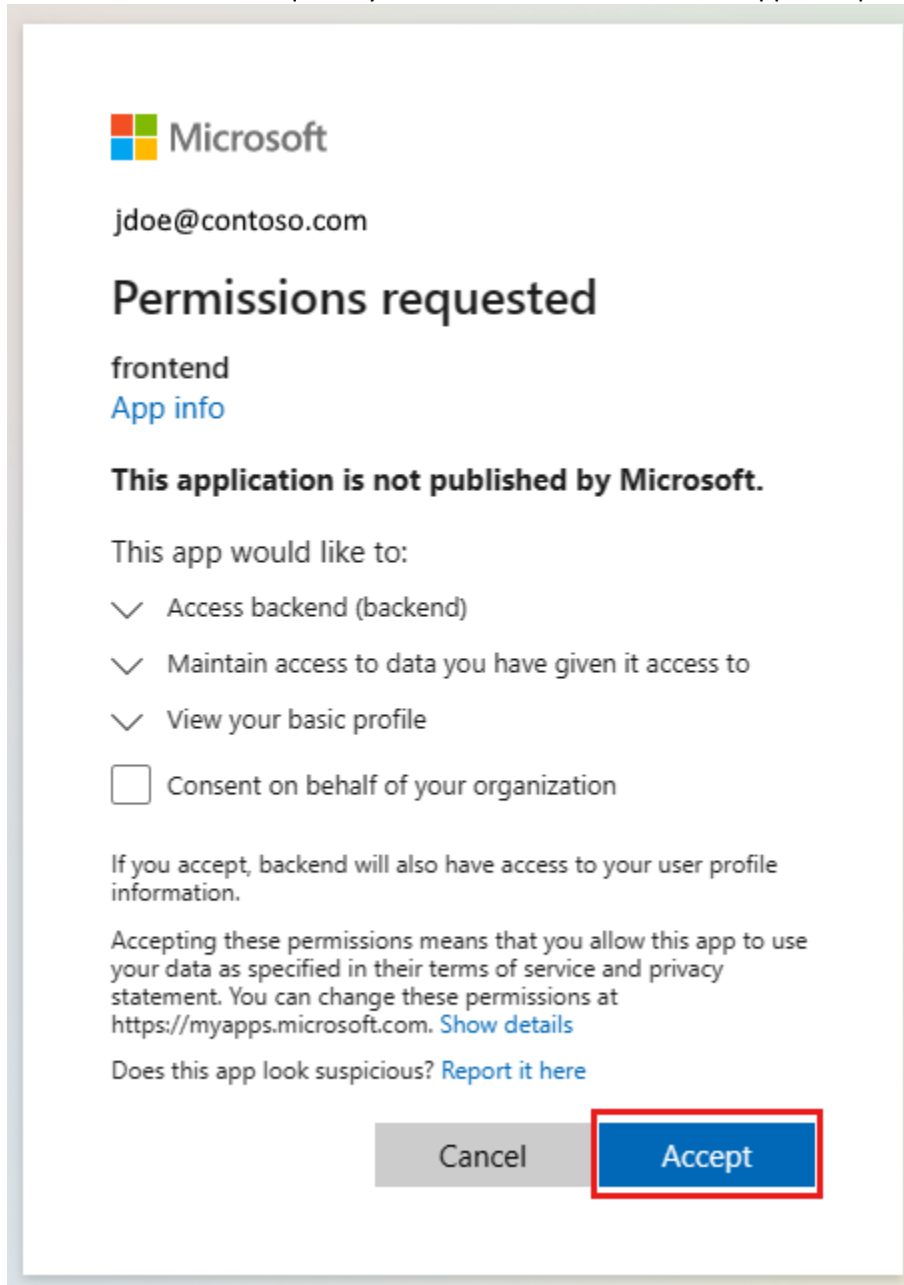 Microsoft
jdoe@contoso.com
Permissions requested
frontend
App info
This application is not published by Microsoft.
This app would like to:
Access backend (backend)
Maintain access to data you have given it access to
View your basic profile
Consent on behalf of your organization
If you accept, backend will also have access to your user profile
information.
Accepting these permissions means that you allow this app to use
your data as specified in their terms of service and privacy
statement. You can change these permissions at
https://myapps.microsoft.com. Show details
Does this app look suspicious? Report it here
Cancel
Accept